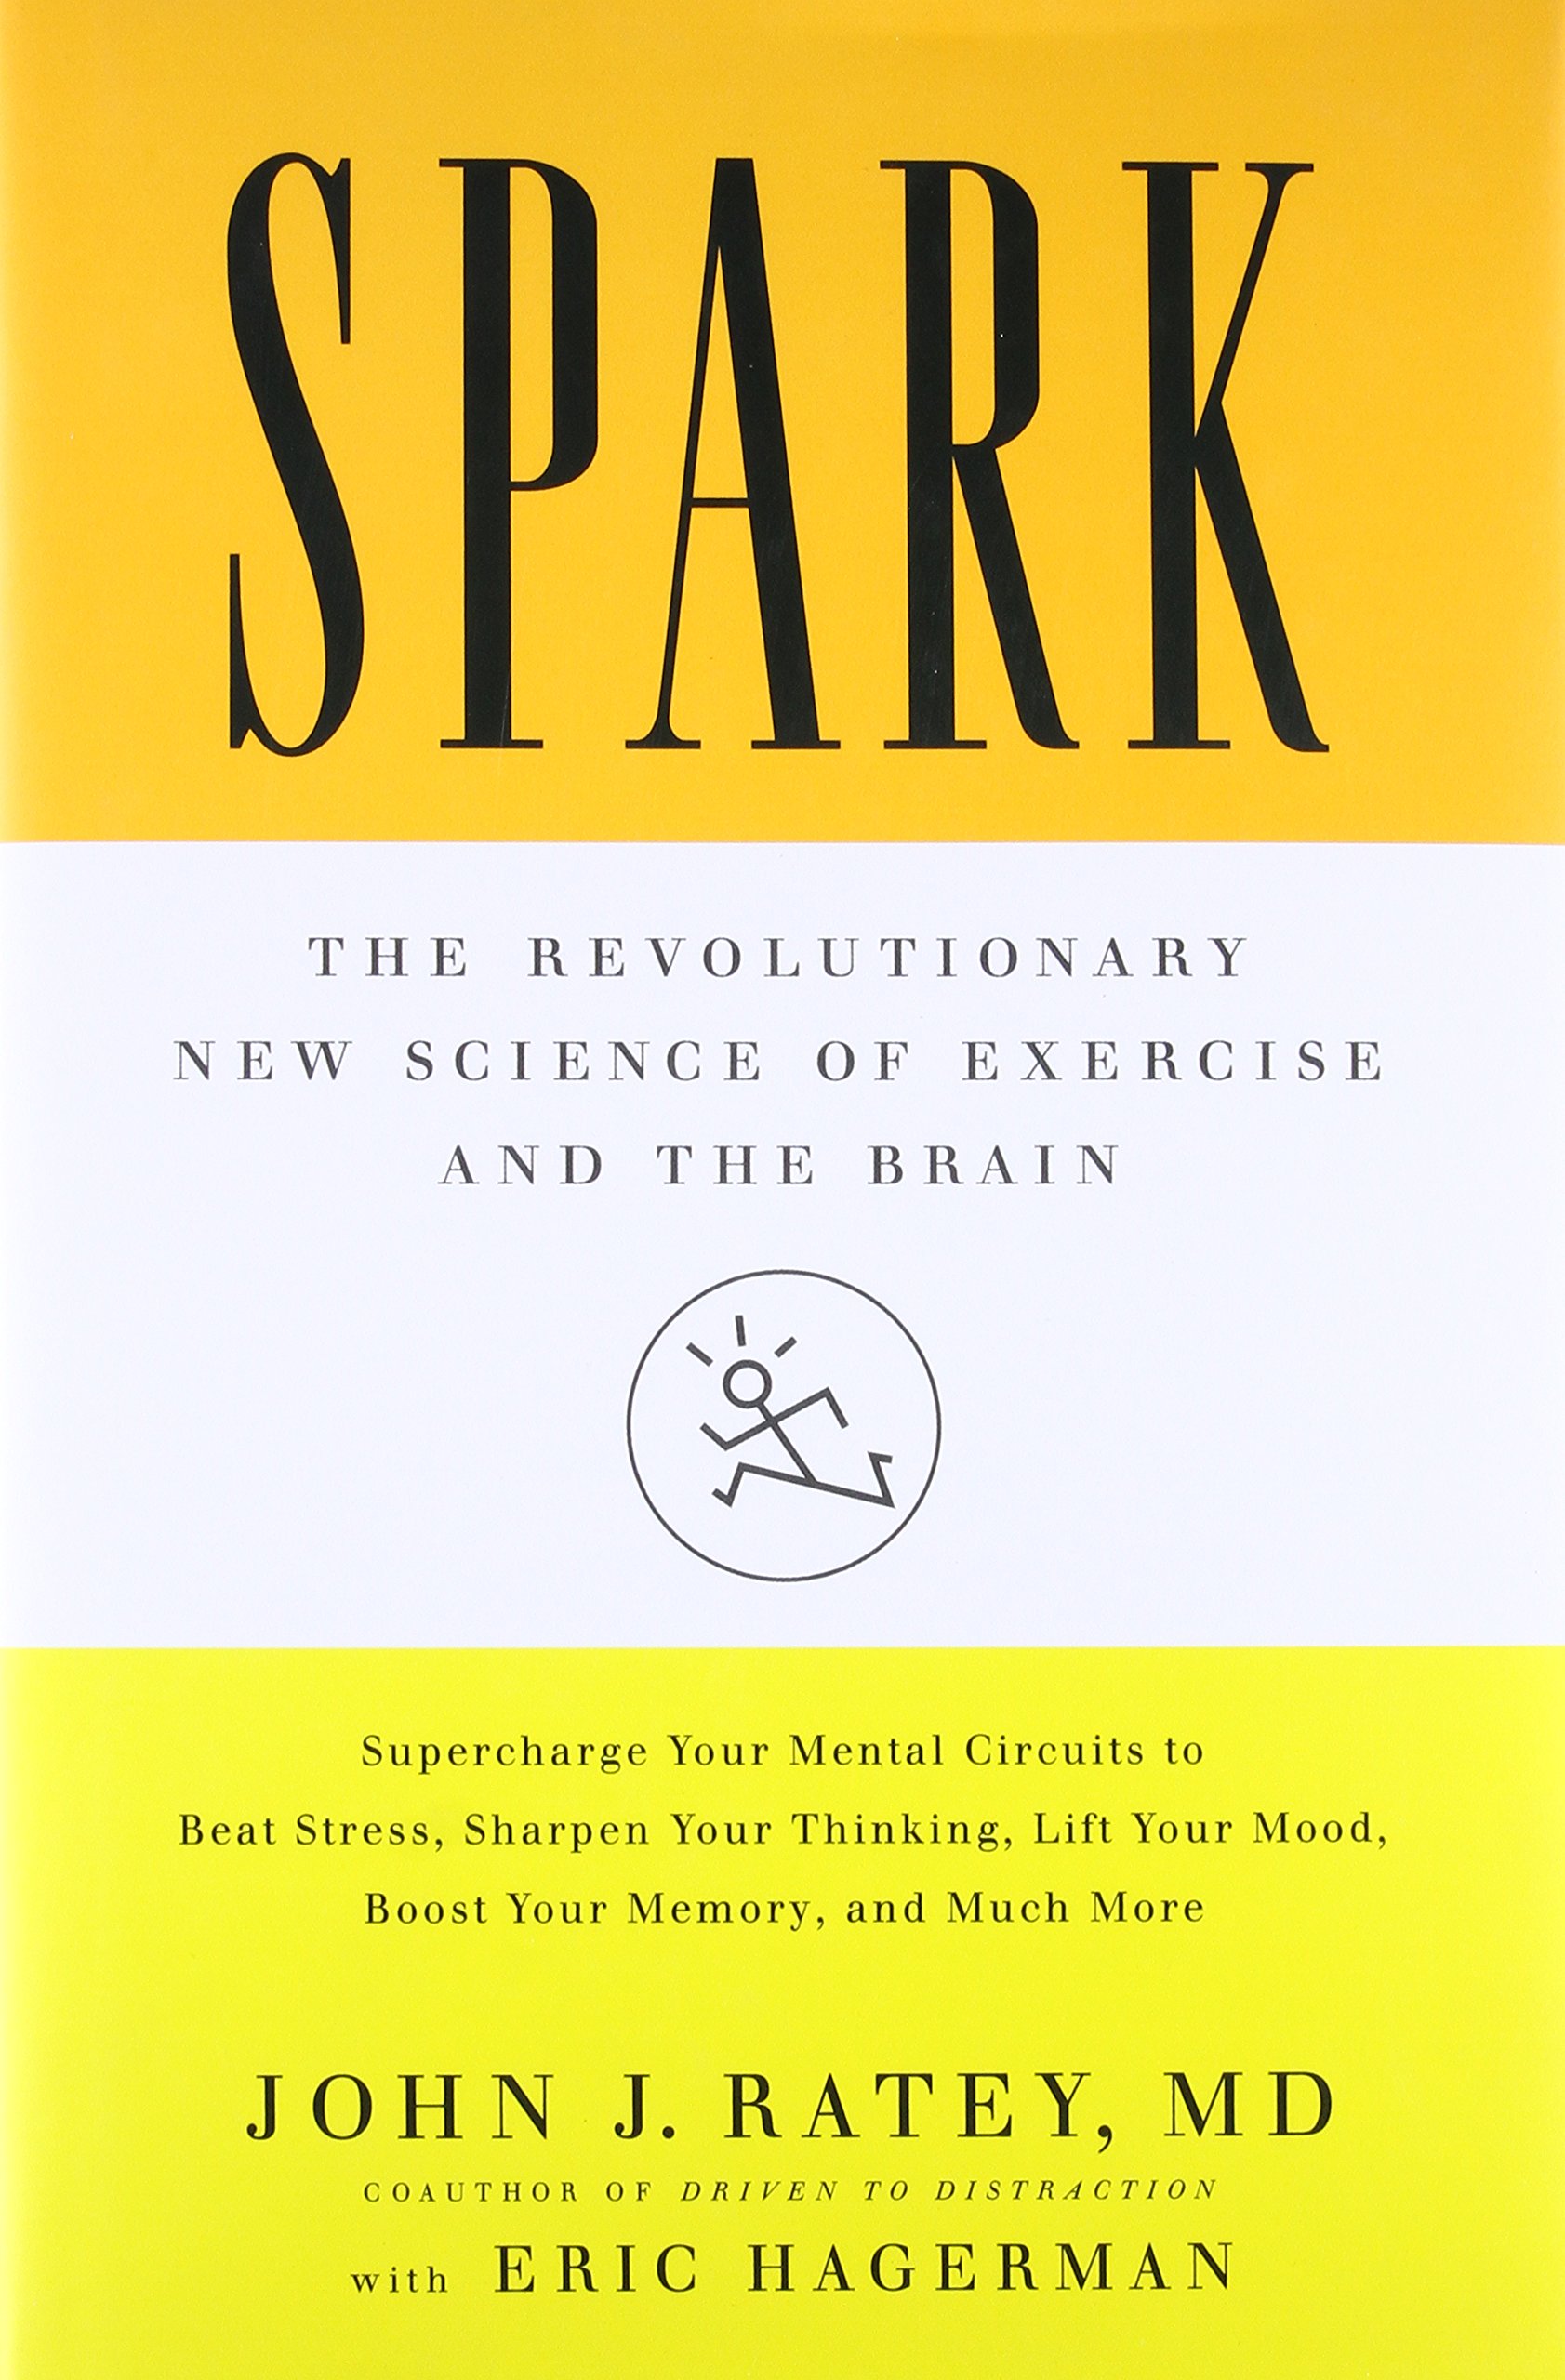 SPARK
THE REVOLUTIONARY
NEW SCIENCE OF EXERCISE
AND THE BRAIN
Supercharge Your Mental Circuits to
Beat Stress, Sharpen Your Thinking, Lift Your Mood,
Boost Your Memory, and Much More
JOHN J. RATEY, MD
COAUTHOR OF DRIVEN TO DISTRACTION
with ERIC HAGERMAN